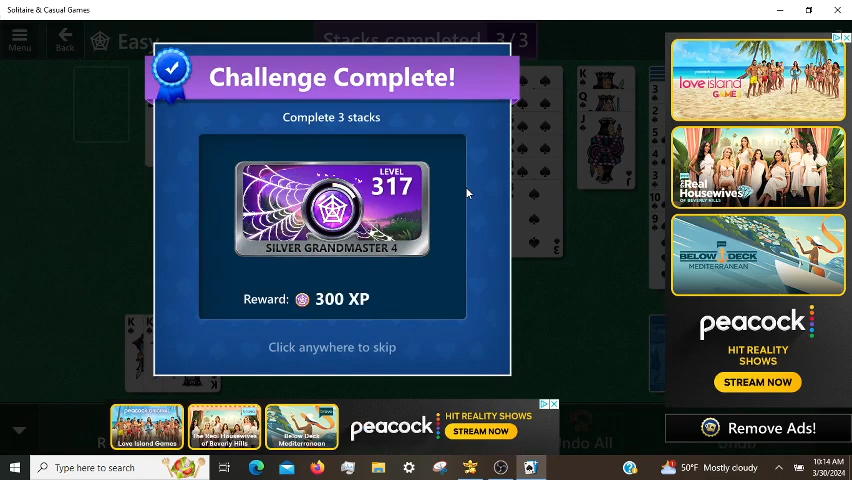 Solitaire & Casual Games
Menu
Back
Easy
Stacks completed 3/3
Challenge Complete!
Complete 3 stacks
LEVEL
317
SILVER GRANDMASTER 4
Reward: 300 XP
Click anywhere to skip
K
Q
J
K
K
love island
GAMES
THE Real
HOUSEWIVES
OF BEVERLY HILLS
BELOW DECK
MEDITERRANEAN
peacock
HIT REALITY
SHOWS
STREAM NOW
Remove Ads!
Love Island Games
The Real Housewives
of Beverly Hills
Below Deck
Mediterranean
peacock
HIT REALITY SHOWS
STREAM NOW
Undo All
Undo
Type here to search
50°F Mostly cloudy
10:14 AM
3/30/2024